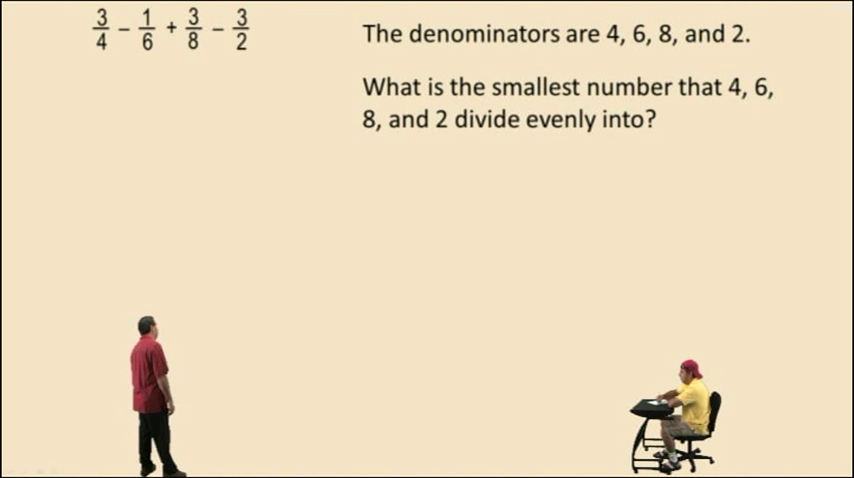 3/4 − 1/6 + 3/8 − 3/2
The denominators are 4, 6, 8, and 2.
What is the smallest number that 4, 6,
8, and 2 divide evenly into?